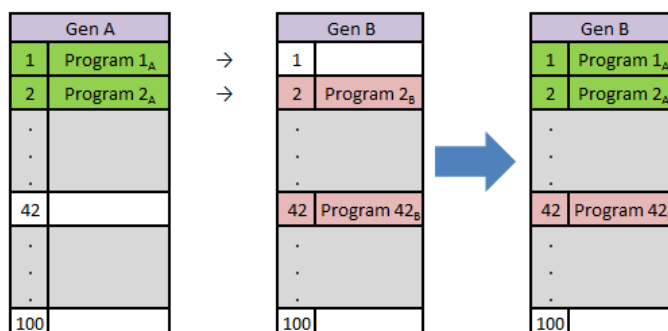 Gen A Gen B Gen B
1 Program 1A → 1 1 Program 1A
2 Program 2A → 2 Program 2B 2 Program 2A
. . .
. . .
. . .
42 42 Program 42B 42 Program 42
. . .
. . .
. . .
100 100 100